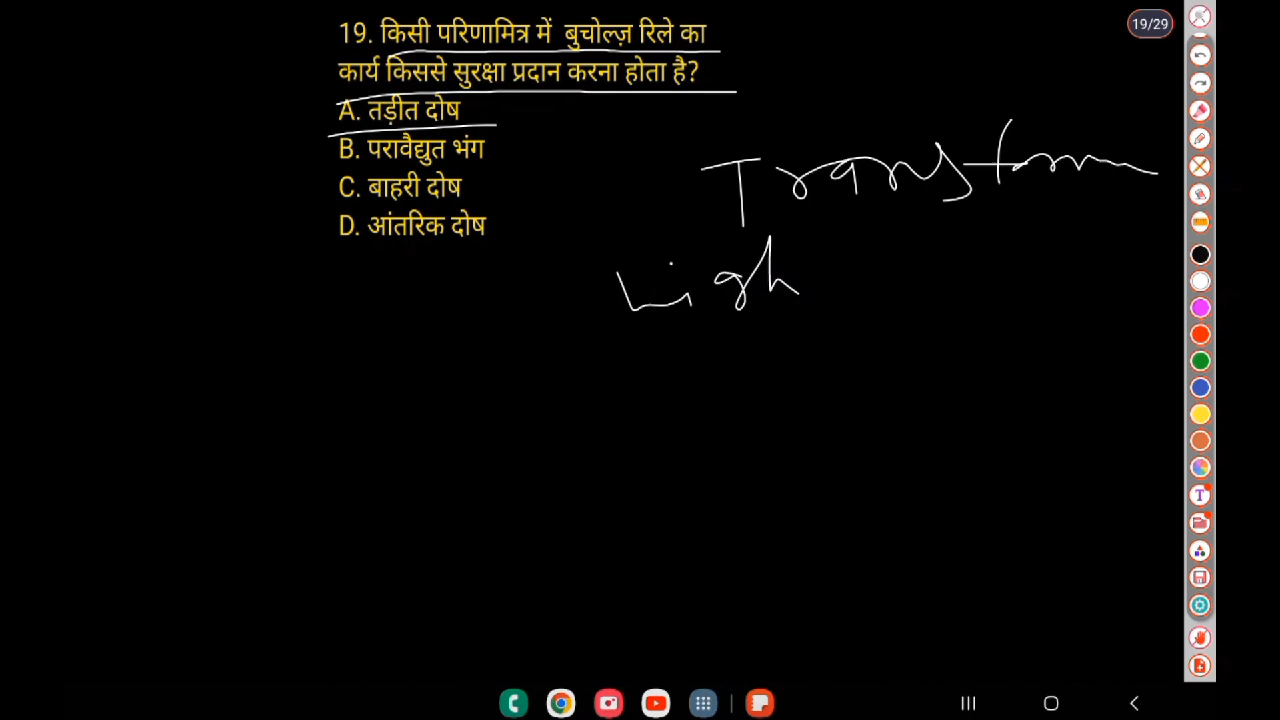 19. किसी परिणामित्र में बुचोल्ज़ रिले का
कार्य किससे सुरक्षा प्रदान करना होता है?
A. तड़ीत दोष
B. परावैद्युत भंग
C. बाहरी दोष
D. आंतरिक दोष
Transform
Ligh
19/29
T